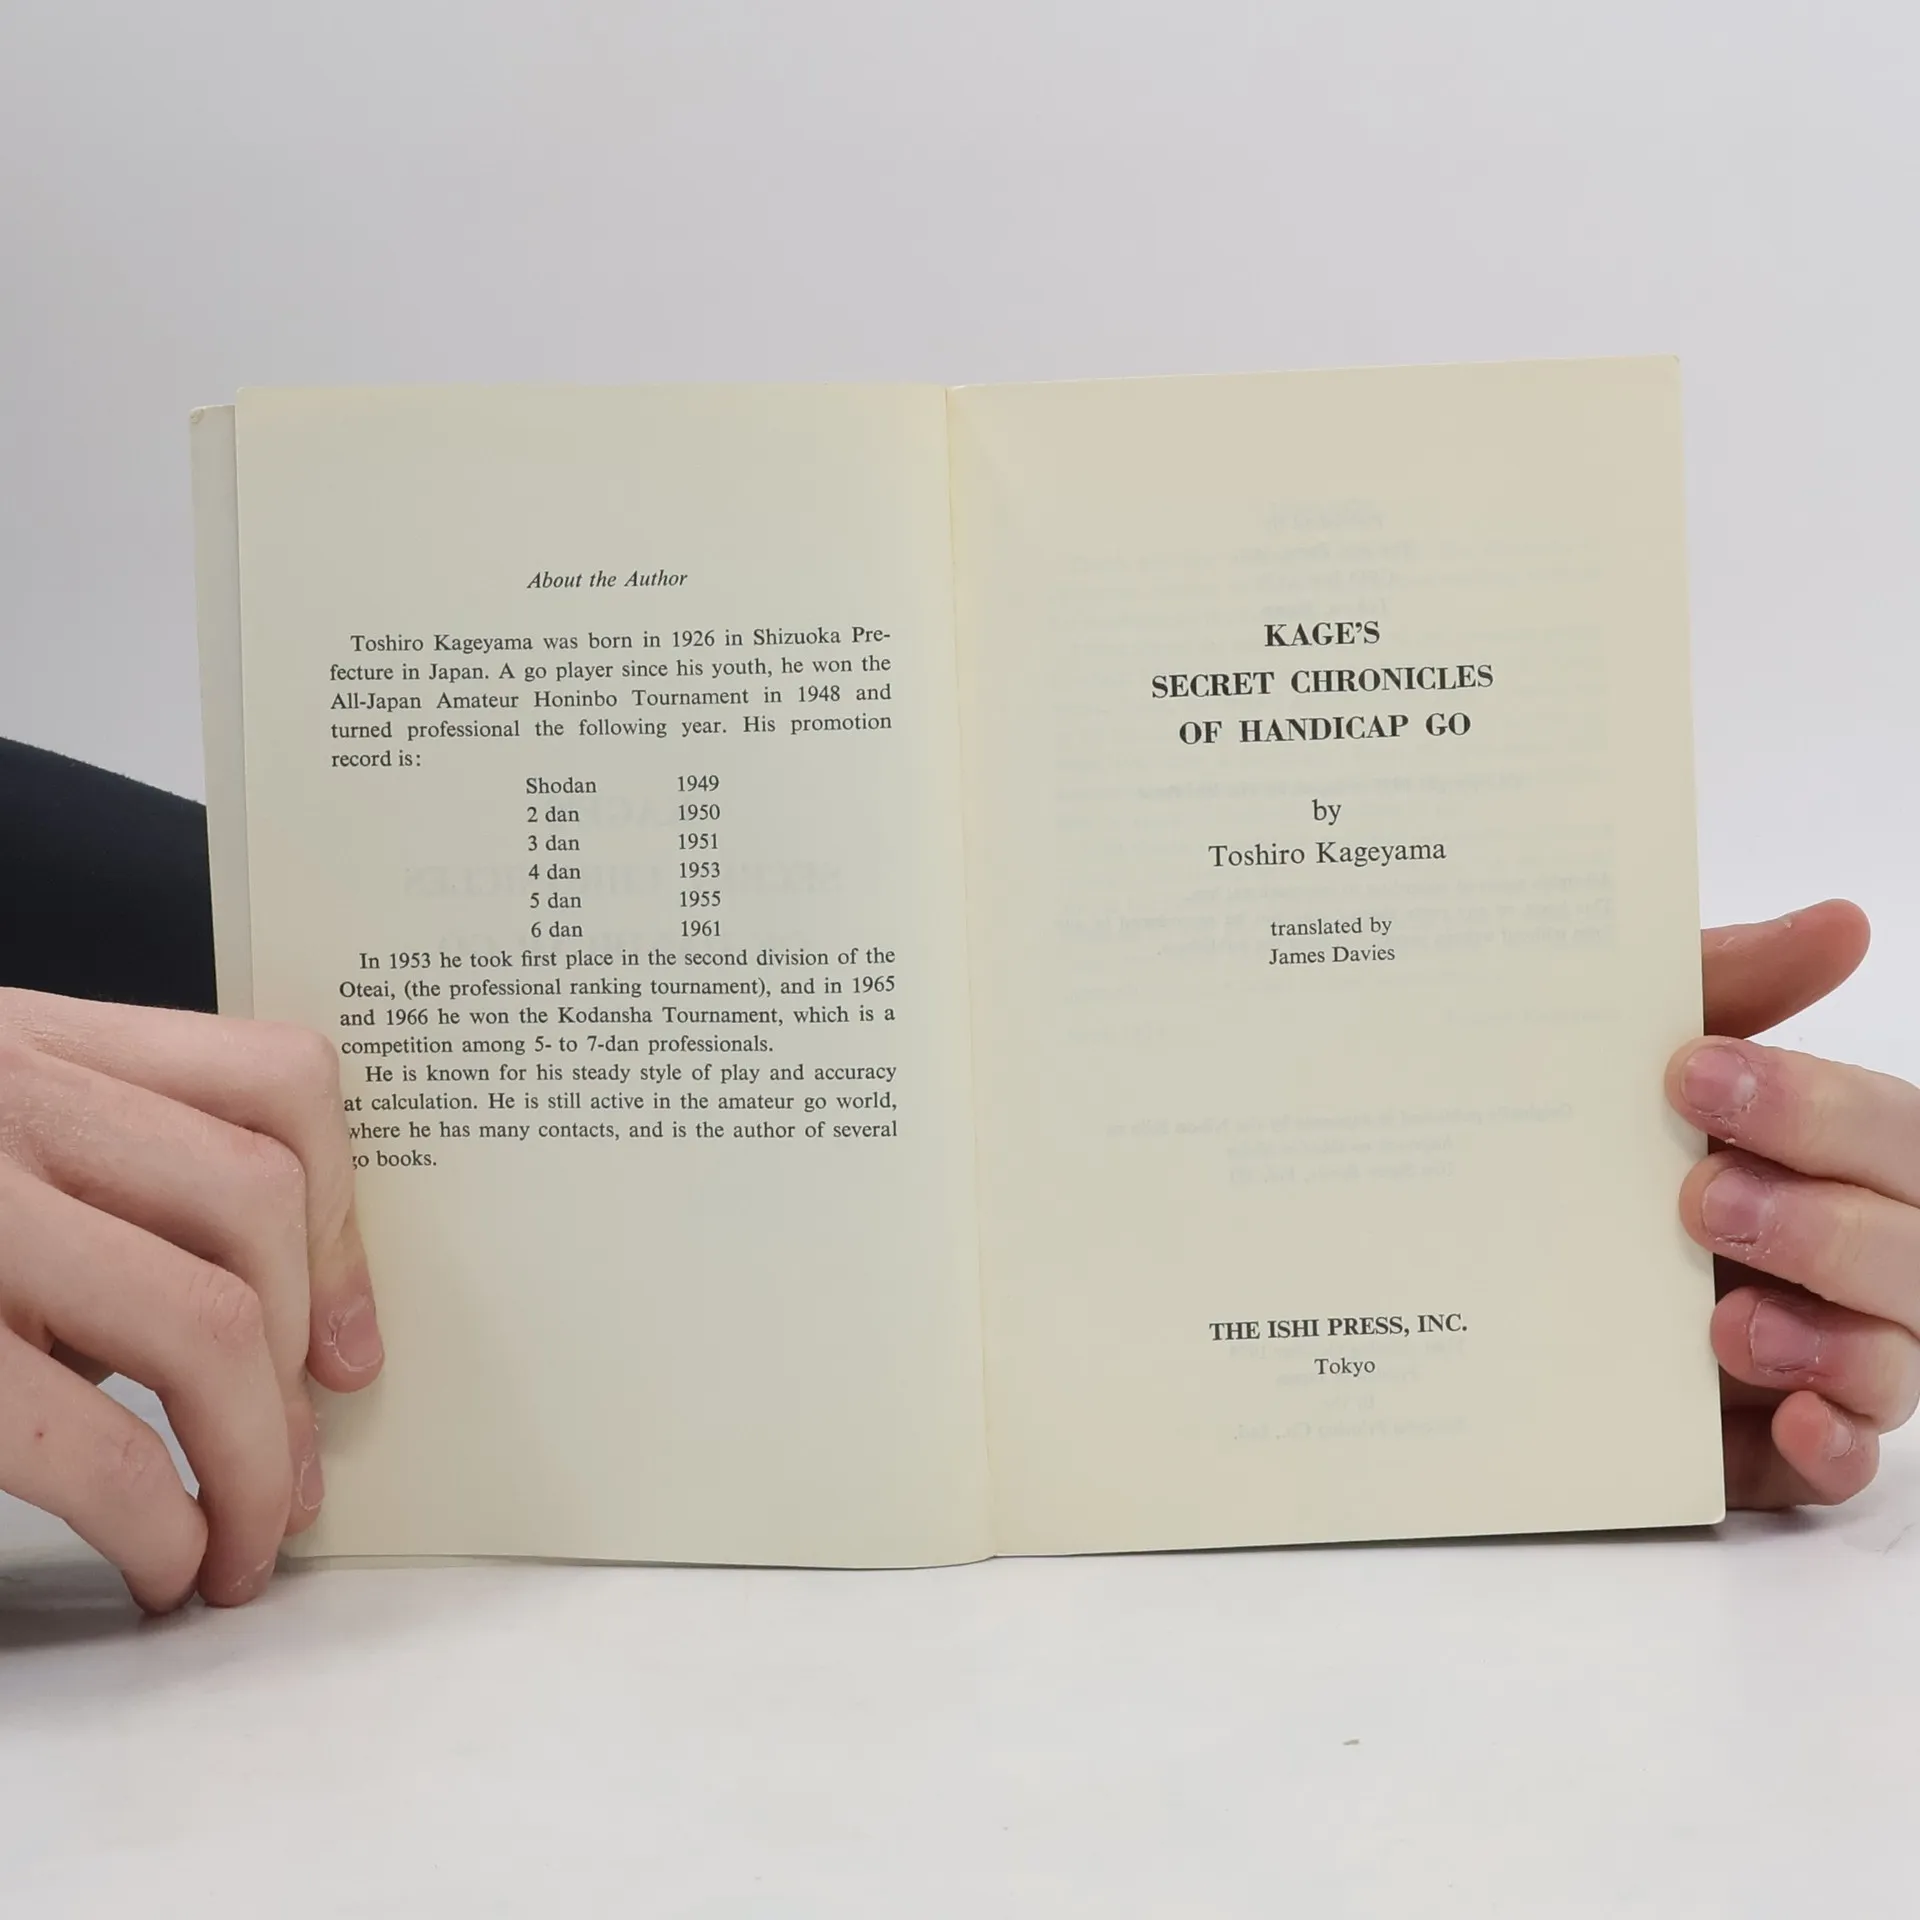 About the Author
Toshiro Kageyama was born in 1926 in Shizuoka Pre-
fecture in Japan. A go player since his youth, he won the
All-Japan Amateur Honinbo Tournament in 1948 and
turned professional the following year. His promotion
record is:
Shodan 1949
2 dan 1950
3 dan 1951
4 dan 1953
5 dan 1955
6 dan 1961
In 1953 he took first place in the second division of the
Oteai, (the professional ranking tournament), and in 1965
and 1966 he won the Kodansha Tournament, which is a
competition among 5- to 7-dan professionals.
He is known for his steady style of play and accuracy
at calculation. He is still active in the amateur go world,
where he has many contacts, and is the author of several
go books.
KAGE'S
SECRET CHRONICLES
OF HANDICAP GO
by
Toshiro Kageyama
translated by
James Davies
THE ISHI PRESS, INC.
Tokyo